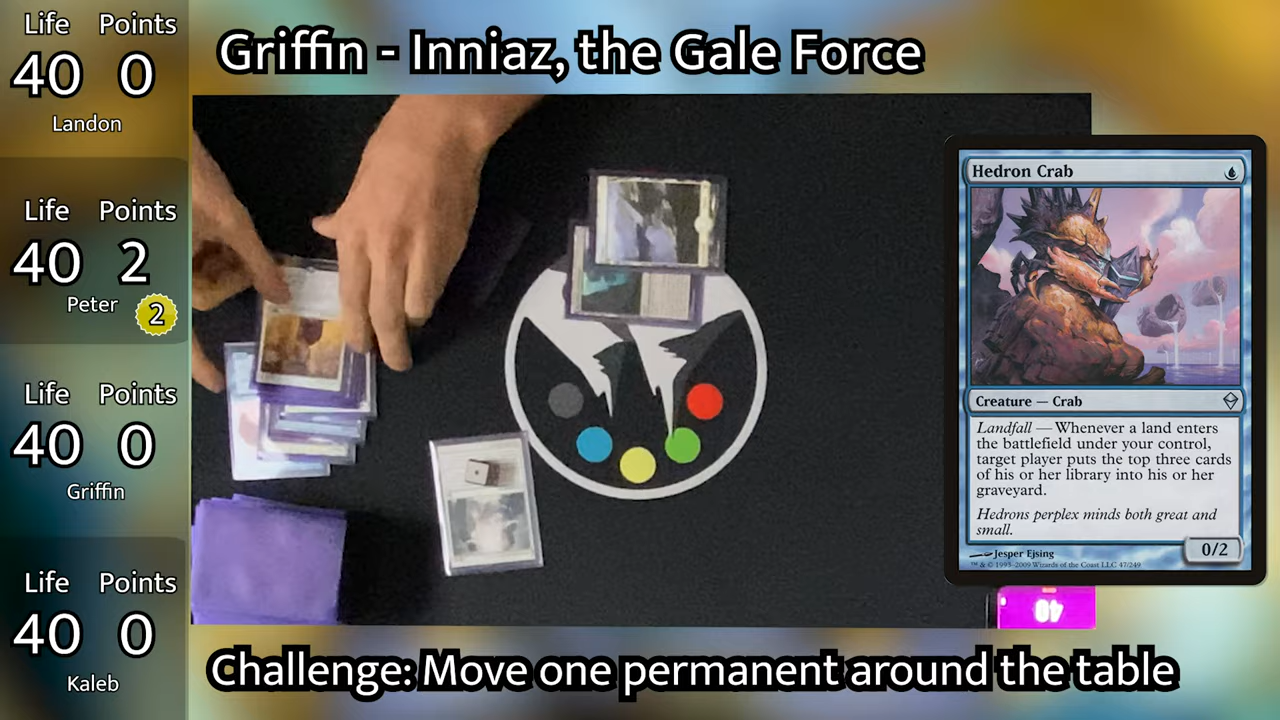 Life Points
40 0
Landon
Life Points
40 2
Peter 2
Life Points
40 0
Griffin
Life Points
40 0
Kaleb
Griffin - Inniaz, the Gale Force
Hedron Crab
Creature — Crab
Landfall — Whenever a land enters
the battlefield under your control,
target player puts the top three cards
of his or her library into his or her
graveyard.
Hedrons perplex minds both great and
small.
0/2
Jesper Ejsing
™ & © 1993–2009 Wizards of the Coast LLC 47/249
40
Challenge: Move one permanent around the table